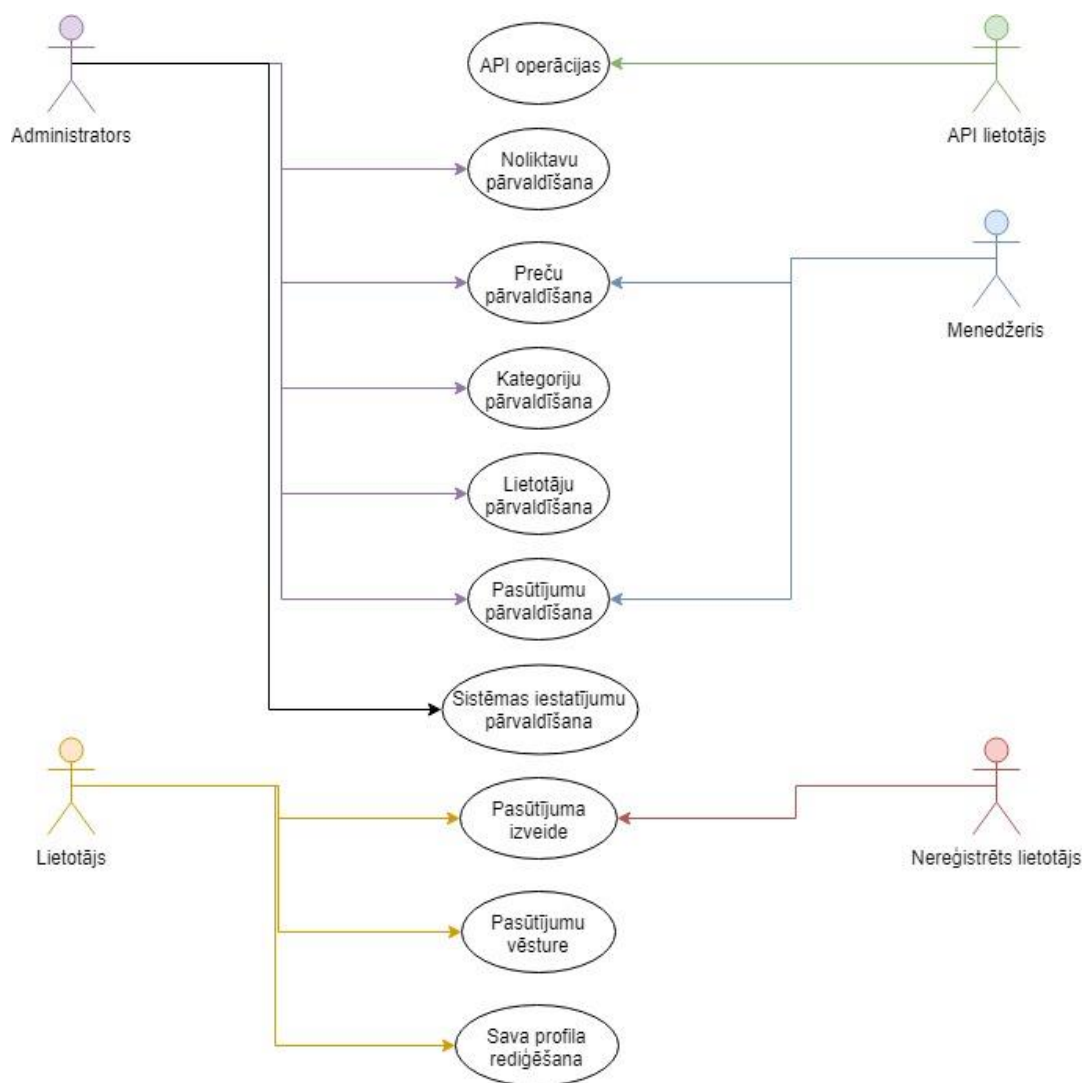 Administrators
API operācijas
API lietotājs
Noliktavu
pārvaldīšana
Preču
pārvaldīšana
Menedžeris
Kategoriju
pārvaldīšana
Lietotāju
pārvaldīšana
Pasūtījumu
pārvaldīšana
Sistēmas iestatījumu
pārvaldīšana
Lietotājs
Pasūtījuma
izveide
Nereģistrēts lietotājs
Pasūtījumu
vēsture
Sava profila
rediģēšana